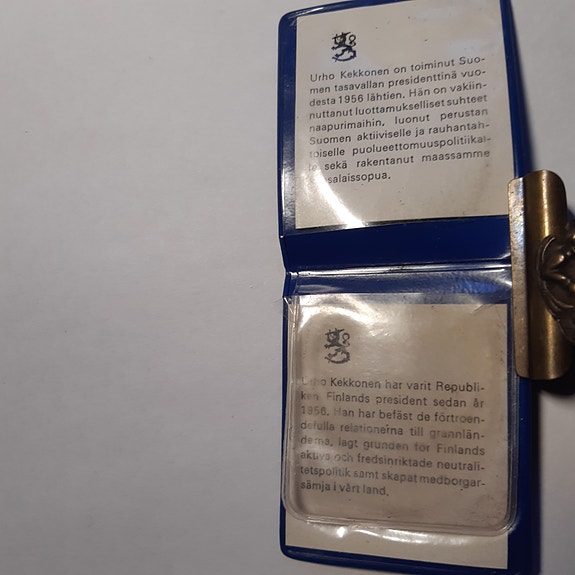 Urho Kekkonen on toiminut Suo-
men tasavallan presidenttinä vuo-
desta 1956 lähtien. Hän on vakiin-
nuttanut luottamukselliset suhteet
naapurimaihin, luonut perustan
Suomen aktiiviselle ja rauhantah-
toiselle puolueettomuuspolitiikal-
le sekä rakentanut maassamme
salaissopua.
Urho Kekkonen har varit Republi-
ken Finlands president sedan år
1956. Han har befäst de förtroen-
defulla relationerna till grannlän-
derna, lagt grunden för Finlands
aktiva och fredsinriktade neutrali-
tetspolitik samt skapat medborgar-
sämja i vårt land.